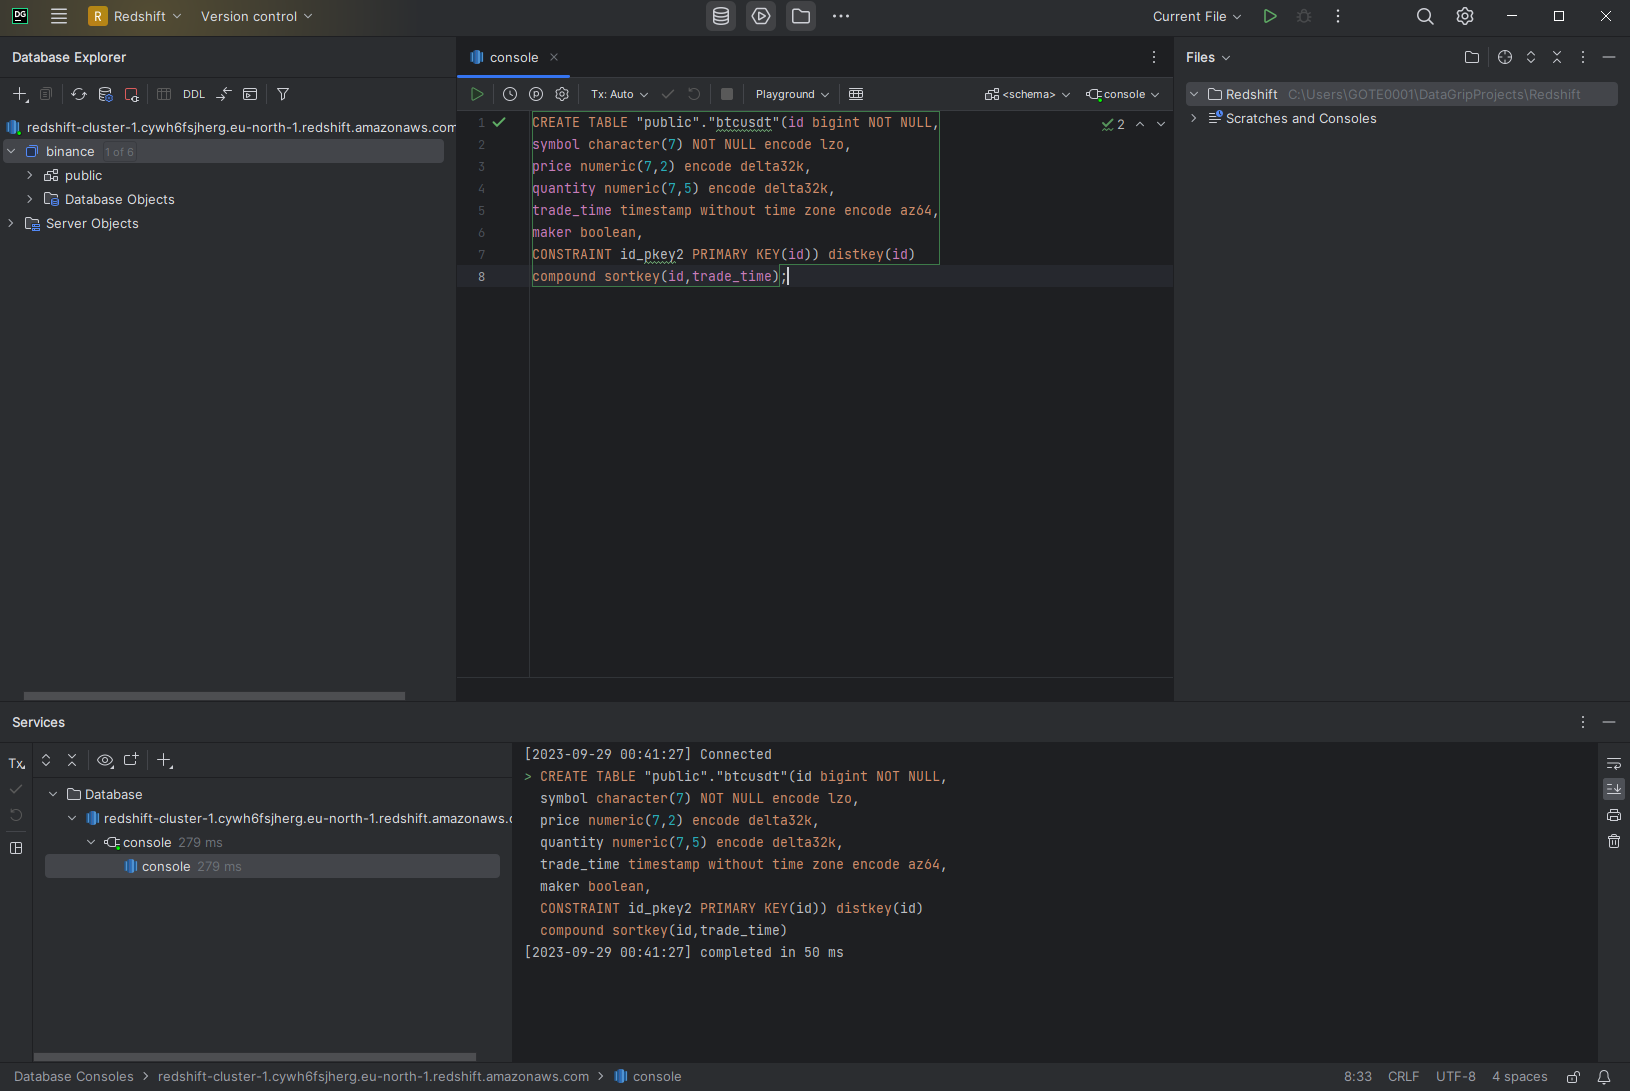 DG
R Redshift Version control
Current File
Database Explorer
console
Files
DDL
Tx: Auto
Playground
<schema>
console
Redshift C:\Users\GOTE0001\DataGripProjects\Redshift
Scratches and Consoles
redshift-cluster-1.cywh6fsjherg.eu-north-1.redshift.amazonaws.com
binance 1 of 6
public
Database Objects
Server Objects
1 CREATE TABLE "public"."btcusdt"(id bigint NOT NULL,
2 symbol character(7) NOT NULL encode lzo,
3 price numeric(7,2) encode delta32k,
4 quantity numeric(7,5) encode delta32k,
5 trade_time timestamp without time zone encode az64,
6 maker boolean,
7 CONSTRAINT id_pkey2 PRIMARY KEY(id)) distkey(id)
8 compound sortkey(id,trade_time);
2
Services
Tx
Database
redshift-cluster-1.cywh6fsjherg.eu-north-1.redshift.amazonaws.c
console 279 ms
console 279 ms
[2023-09-29 00:41:27] Connected
> CREATE TABLE "public"."btcusdt"(id bigint NOT NULL,
symbol character(7) NOT NULL encode lzo,
price numeric(7,2) encode delta32k,
quantity numeric(7,5) encode delta32k,
trade_time timestamp without time zone encode az64,
maker boolean,
CONSTRAINT id_pkey2 PRIMARY KEY(id)) distkey(id)
compound sortkey(id,trade_time)
[2023-09-29 00:41:27] completed in 50 ms
Database Consoles > redshift-cluster-1.cywh6fsjherg.eu-north-1.redshift.amazonaws.com > console
8:33 CRLF UTF-8 4 spaces